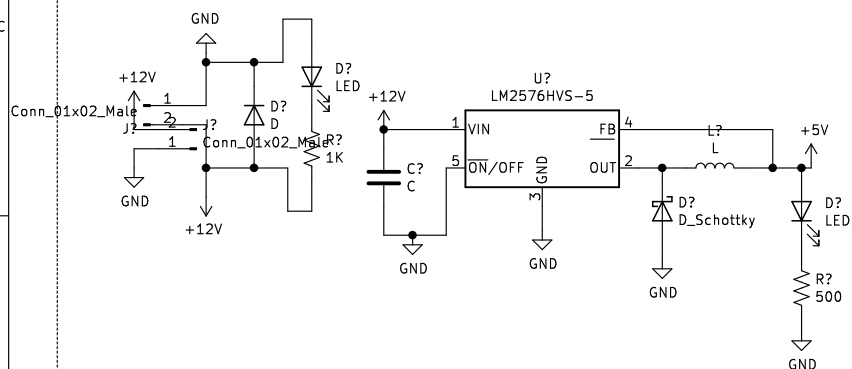 C
GND
+12V
Conn_01x02_Male
J?
1
2
2
1
J?
Conn_01x02_Male
GND
+12V
D?
D
D?
LED
R?
1K
+12V
C?
C
GND
U?
LM2576HVS-5
1
VIN
5
ON/OFF
GND
3
FB
4
OUT
2
GND
L?
L
+5V
D?
D_Schottky
GND
D?
LED
R?
500
GND